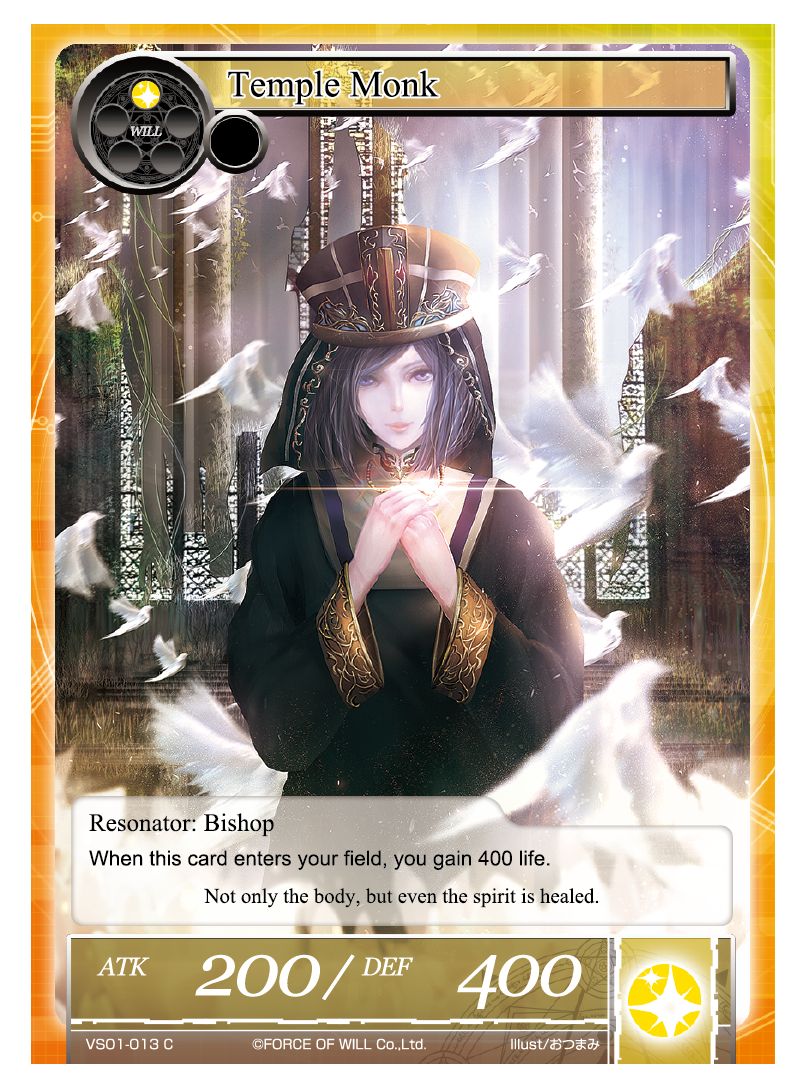 Temple Monk
WILL
Resonator: Bishop
When this card enters your field, you gain 400 life.
Not only the body, but even the spirit is healed.
ATK 200 / DEF 400
VS01-013 C ©FORCE OF WILL Co.,Ltd. Illust/おつまみ